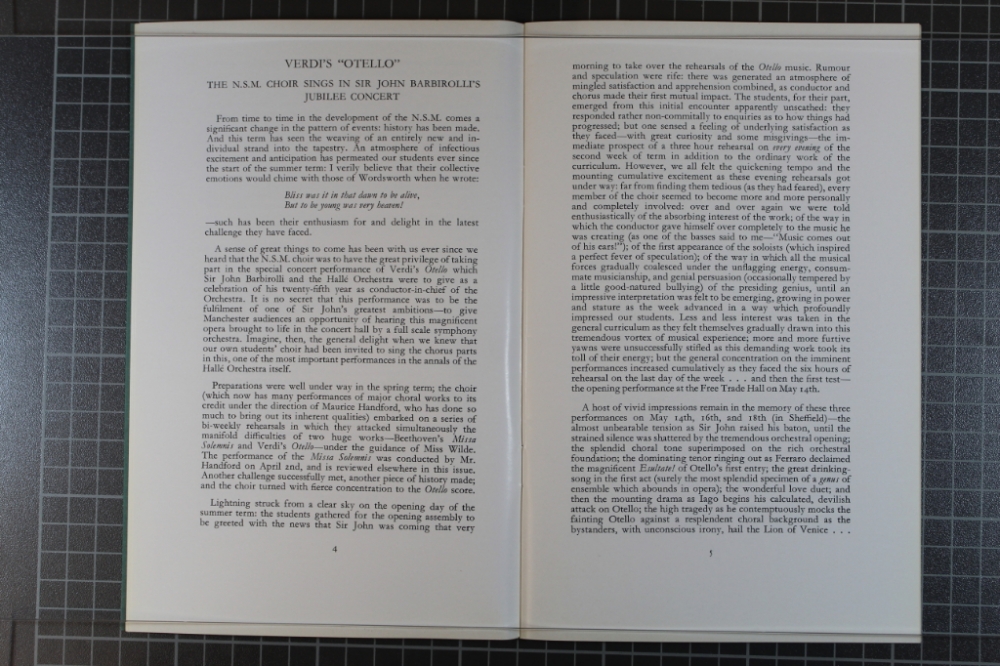 VERDI'S "OTELLO"
THE N.S.M. CHOIR SINGS IN SIR JOHN BARBIROLLI'S
JUBILEE CONCERT
From time to time in the development of the N.S.M. comes a
significant change in the pattern of events: history has been made.
And this term has seen the weaving of an entirely new and in-
dividual strand into the tapestry. An atmosphere of infectious
excitement and anticipation has permeated our students ever since
the start of the summer term: I verily believe that their collective
emotions would chime with those of Wordsworth when he wrote:
Bliss was it in that dawn to be alive,
But to be young was very heaven!
—such has been their enthusiasm for and delight in the latest
challenge they have faced.
A sense of great things to come has been with us ever since we
heard that the N.S.M. choir was to have the great privilege of taking
part in the special concert performance of Verdi's Otello which
Sir John Barbirolli and the Hallé Orchestra were to give as a
celebration of his twenty-fifth year as conductor-in-chief of the
Orchestra. It is no secret that this performance was to be the
fulfilment of one of Sir John's greatest ambitions—to give
Manchester audiences an opportunity of hearing this magnificent
opera brought to life in the concert hall by a full scale symphony
orchestra. Imagine, then, the general delight when we knew that
our own students' choir had been invited to sing the chorus parts
in this, one of the most important performances in the annals of the
Hallé Orchestra itself.
Preparations were well under way in the spring term; the choir
(which now has many performances of major choral works to its
credit under the direction of Maurice Handford, who has done so
much to bring out its inherent qualities) embarked on a series of
bi-weekly rehearsals in which they attacked simultaneously the
manifold difficulties of two huge works—Beethoven's Missa
Solemnis and Verdi's Otello—under the guidance of Miss Wilde.
The performance of the Missa Solemnis was conducted by Mr.
Handford on April 2nd, and is reviewed elsewhere in this issue.
Another challenge successfully met, another piece of history made;
and the choir turned with fierce concentration to the Otello score.
Lightning struck from a clear sky on the opening day of the
summer term: the students gathered for the opening assembly to
be greeted with the news that Sir John was coming that very
4
morning to take over the rehearsals of the Otello music. Rumour
and speculation were rife: there was generated an atmosphere of
mingled satisfaction and apprehension combined, as conductor and
chorus made their first mutual impact. The students, for their part,
emerged from this initial encounter apparently unscathed: they
responded rather non-commitally to enquiries as to how things had
progressed; but one sensed a feeling of underlying satisfaction as
they faced—with great curiosity and some misgivings—the im-
mediate prospect of a three hour rehearsal on every evening of the
second week of term in addition to the ordinary work of the
curriculum. However, we all felt the quickening tempo and the
mounting cumulative excitement as these evening rehearsals got
under way: far from finding them tedious (as they had feared), every
member of the choir seemed to become more and more personally
and completely involved: over and over again we were told
enthusiastically of the absorbing interest of the work; of the way in
which the conductor gave himself over completely to the music he
was creating (as one of the basses said to me—"Music comes out
of his ears!"); of the first appearance of the soloists (which inspired
a perfect fever of speculation); of the way in which all the musical
forces gradually coalesced under the unflagging energy, consum-
mate musicianship, and genial persuasion (occasionally tempered by
a little good-natured bullying) of the presiding genius, until an
impressive interpretation was felt to be emerging, growing in power
and stature as the week advanced in a way which profoundly
impressed our students. Less and less interest was taken in the
general curriculum as they felt themselves gradually drawn into this
tremendous vortex of musical experience; more and more furtive
yawns were unsuccessfully stifled as this demanding work took its
toll of their energy; but the general concentration on the imminent
performances increased cumulatively as they faced the six hours of
rehearsal on the last day of the week . . . and then the first test—
the opening performance at the Free Trade Hall on May 14th.
A host of vivid impressions remain in the memory of these three
performances on May 14th, 16th, and 18th (in Sheffield)—the
almost unbearable tension as Sir John raised his baton, until the
strained silence was shattered by the tremendous orchestral opening;
the splendid choral tone superimposed on the rich orchestral
foundation; the dominating tenor ringing out as Ferraro declaimed
the magnificent Esultate! of Otello's first entry; the great drinking-
song in the first act (surely the most splendid specimen of a genus of
ensemble which abounds in opera); the wonderful love duet; and
then the mounting drama as Iago begins his calculated, devilish
attack on Otello; the high tragedy as he contemptuously mocks the
fainting Otello against a resplendent choral background as the
bystanders, with unconscious irony, hail the Lion of Venice . . .
5